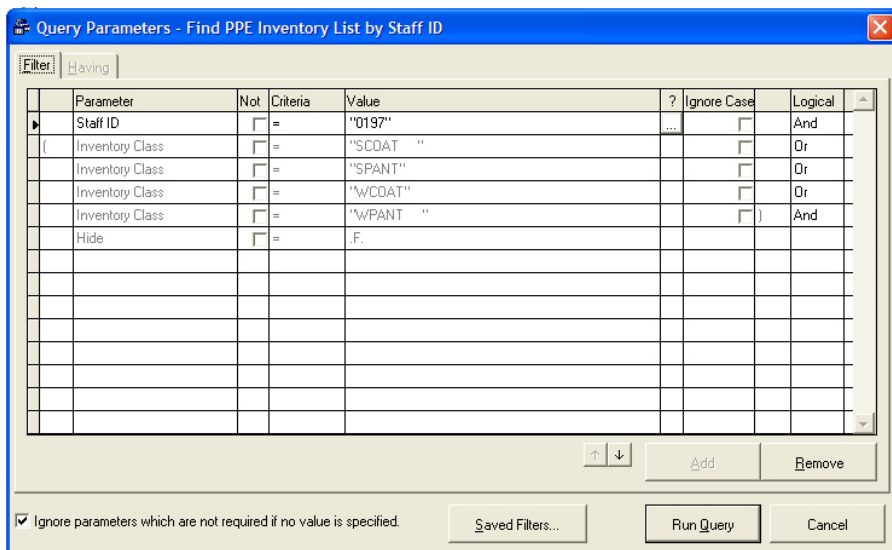 Query Parameters - Find PPE Inventory List by Staff ID
Filter Having
Parameter Not Criteria Value ? Ignore Case Logical
Staff ID = "0197" ... And
( Inventory Class = "SCOAT    " Or
Inventory Class = "SPANT" Or
Inventory Class = "WCOAT" Or
Inventory Class = "WPANT    " ) And
Hide = .F.
Add Remove
Ignore parameters which are not required if no value is specified. Saved Filters... Run Query Cancel